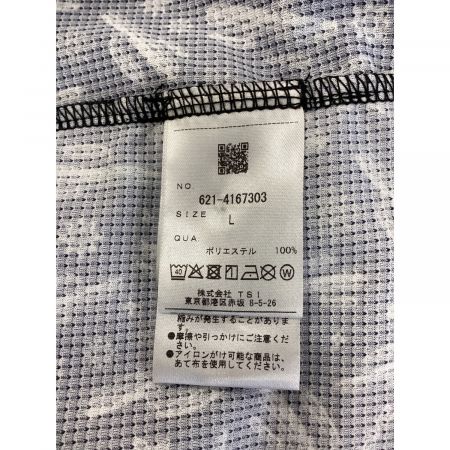 NO.
621-4167303
SIZE
L
QUA
ポリエステル 100%
40
株式会社 TSI
東京都港区赤坂 8-5-26
縮みが発生することがありま
す。
●摩擦や引っかけにご注意くだ
さい。
●アイロンがけ可能な商品は、
あて布を使用してください。